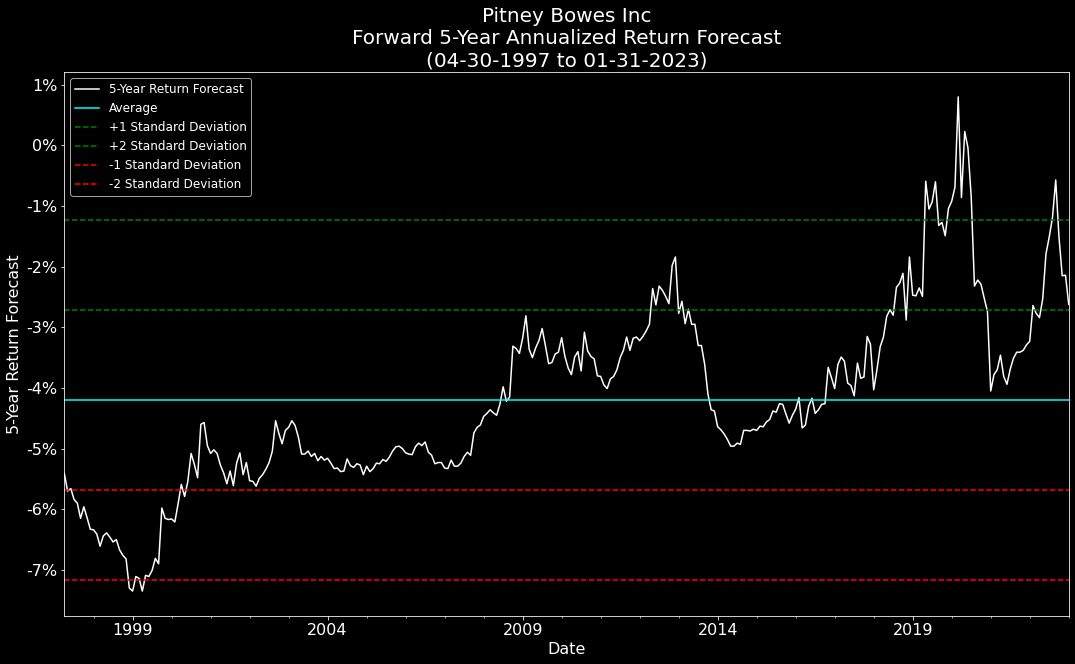 Pitney Bowes Inc
Forward 5-Year Annualized Return Forecast
(04-30-1997 to 01-31-2023)
5-Year Return Forecast
Average
+1 Standard Deviation
+2 Standard Deviation
-1 Standard Deviation
-2 Standard Deviation
1%
0%
-1%
-2%
-3%
-4%
-5%
-6%
-7%
5-Year Return Forecast
1999
2004
2009
2014
2019
Date